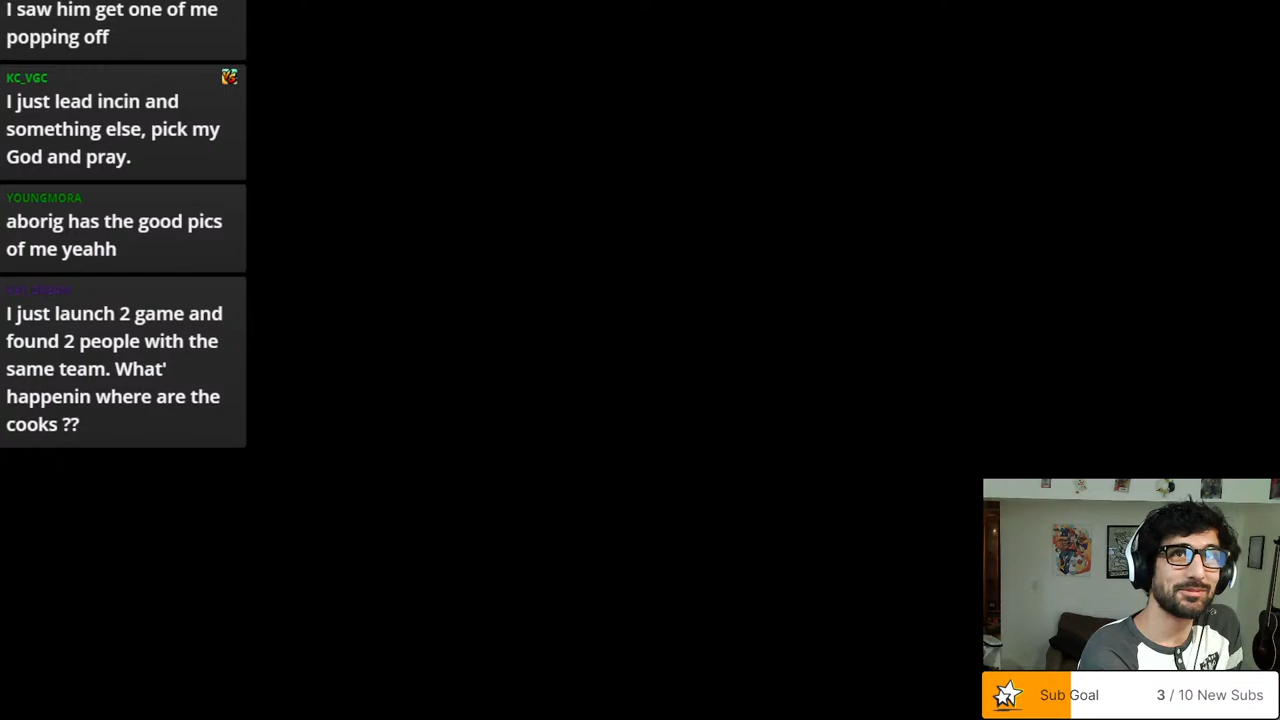 I saw him get one of me
popping off
KC_VGC
I just lead incin and
something else, pick my
God and pray.
YOUNGMORA
aborig has the good pics
of me yeahh
I just launch 2 game and
found 2 people with the
same team. What'
happenin where are the
cooks ??
Sub Goal
3 / 10 New Subs